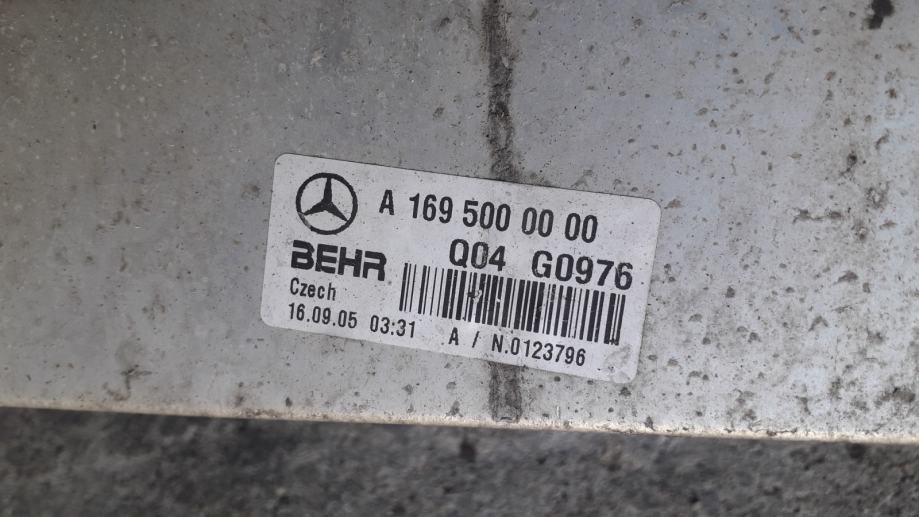 A 169 500 00 00
BEHR Q04 G0976
Czech
16.09.05 03:31 A / N.0123796